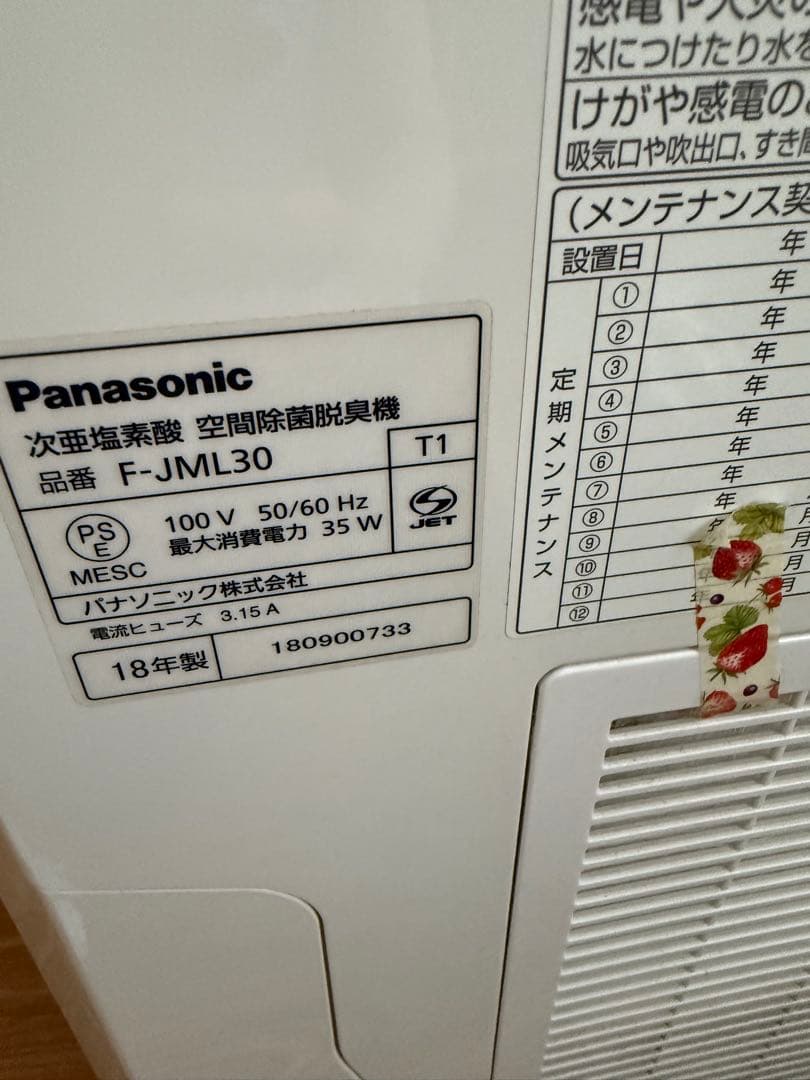 Panasonic
次亜塩素酸 空間除菌脱臭機
品番 F-JML30
T1
PS
E
MESC
100 V 50/60 Hz
最大消費電力 35 W
JET
パナソニック株式会社
電流ヒューズ 3.15 A
18年製
180900733
水につけたり水を
けがや感電の
吸気口や吹出口、すき間
(メンテナンス契
設置日 年
定期メンテナンス
① 年
② 年
③ 年
④ 年
⑤ 年
⑥ 年
⑦ 年
⑧ 年 月
⑨ 月
⑩ 年 月
⑪ 年 月
⑫